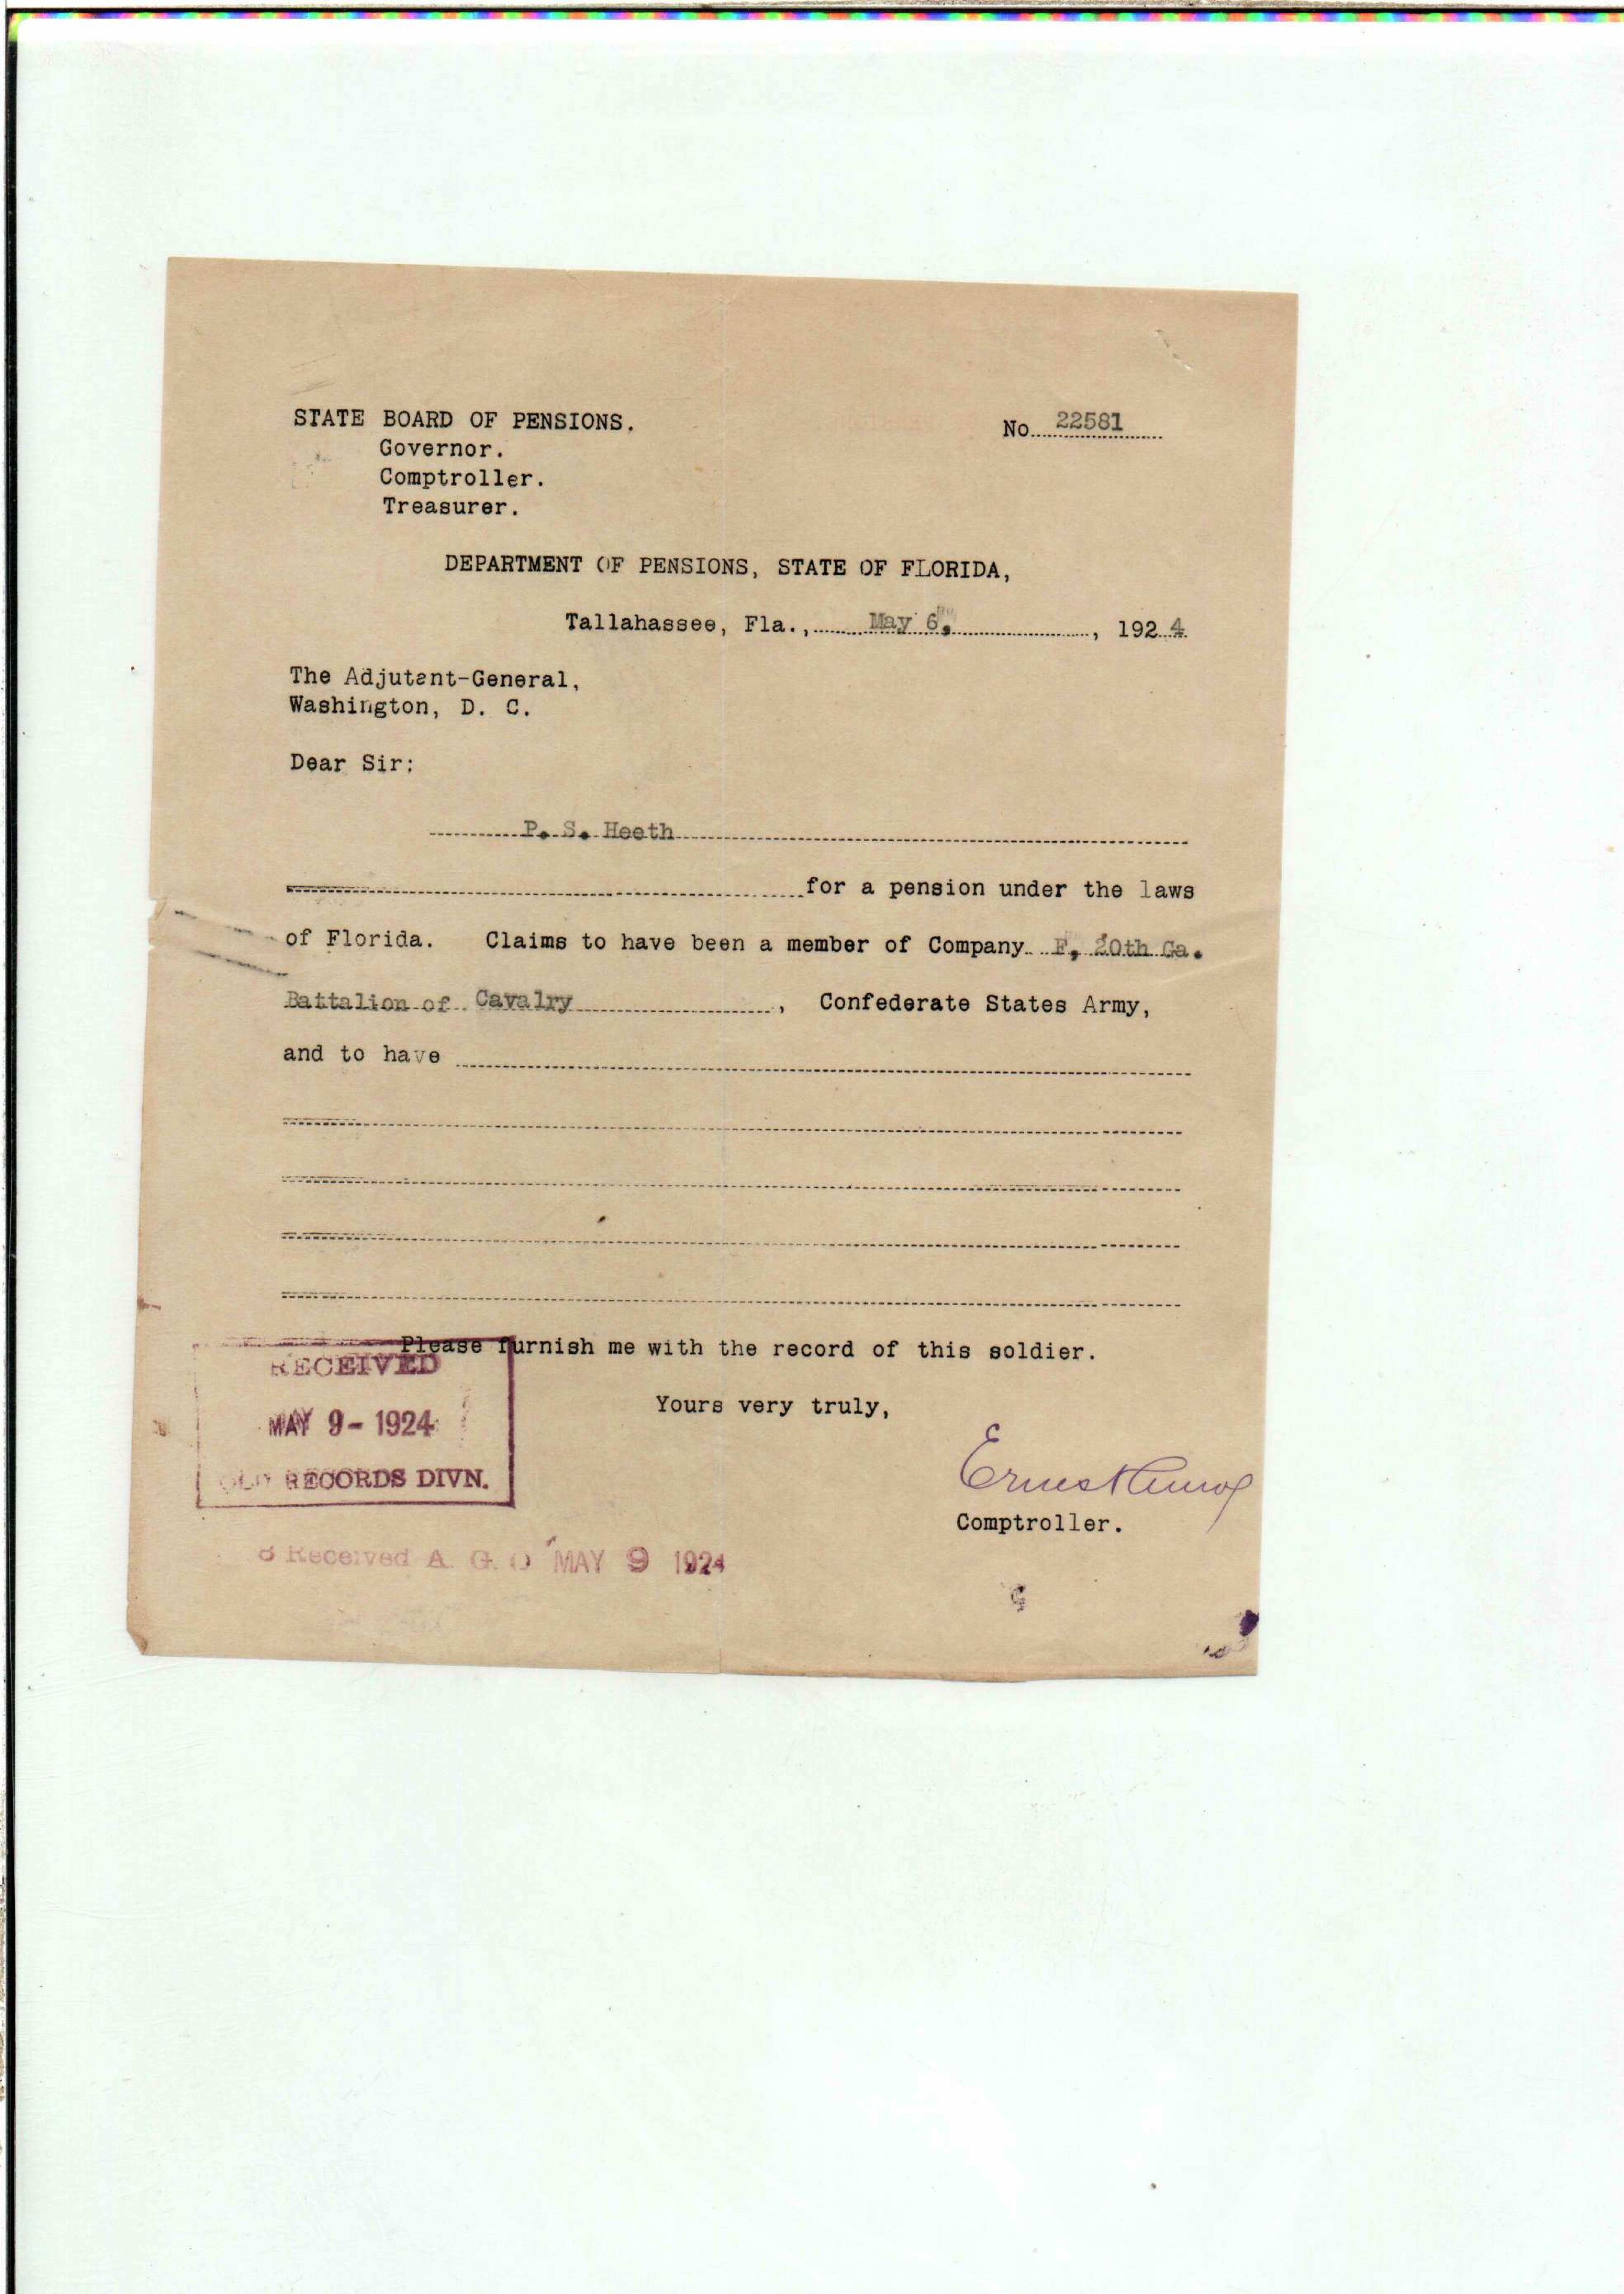 STATE BOARD OF PENSIONS.
No. 22581
Governor.
Comptroller.
Treasurer.
DEPARTMENT OF PENSIONS, STATE OF FLORIDA,
Tallahassee, Fla., May 6, , 1924
The Adjutant-General,
Washington, D. C.
Dear Sir:
P. S. Heeth
for a pension under the laws
of Florida. Claims to have been a member of Company F, 20th Ga.
Battalion of Cavalry , Confederate States Army,
and to have
Please furnish me with the record of this soldier.
RECEIVED
Yours very truly,
MAY 9 - 1924
OLD RECORDS DIVN.
Ernest Amos
Comptroller.
Received A. G. O MAY 9 1924